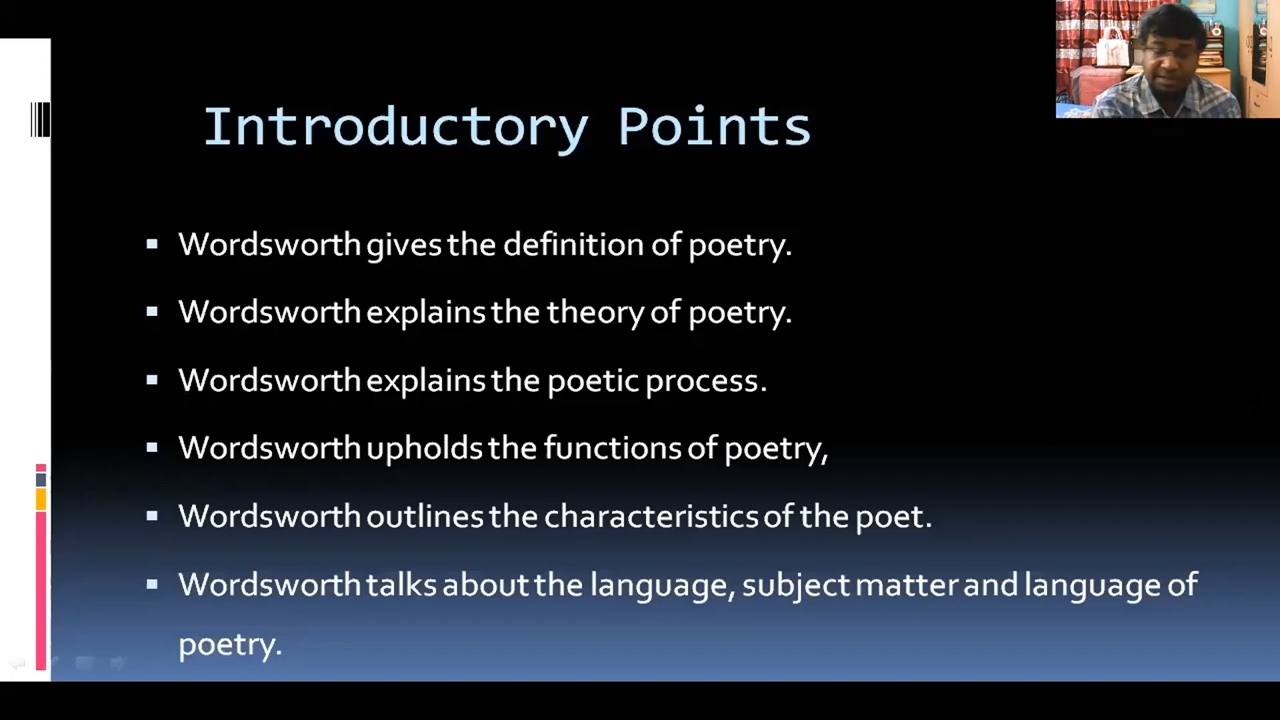 Introductory Points
Wordsworth gives the definition of poetry.
Wordsworth explains the theory of poetry.
Wordsworth explains the poetic process.
Wordsworth upholds the functions of poetry,
Wordsworth outlines the characteristics of the poet.
Wordsworth talks about the language, subject matter and language of
poetry.